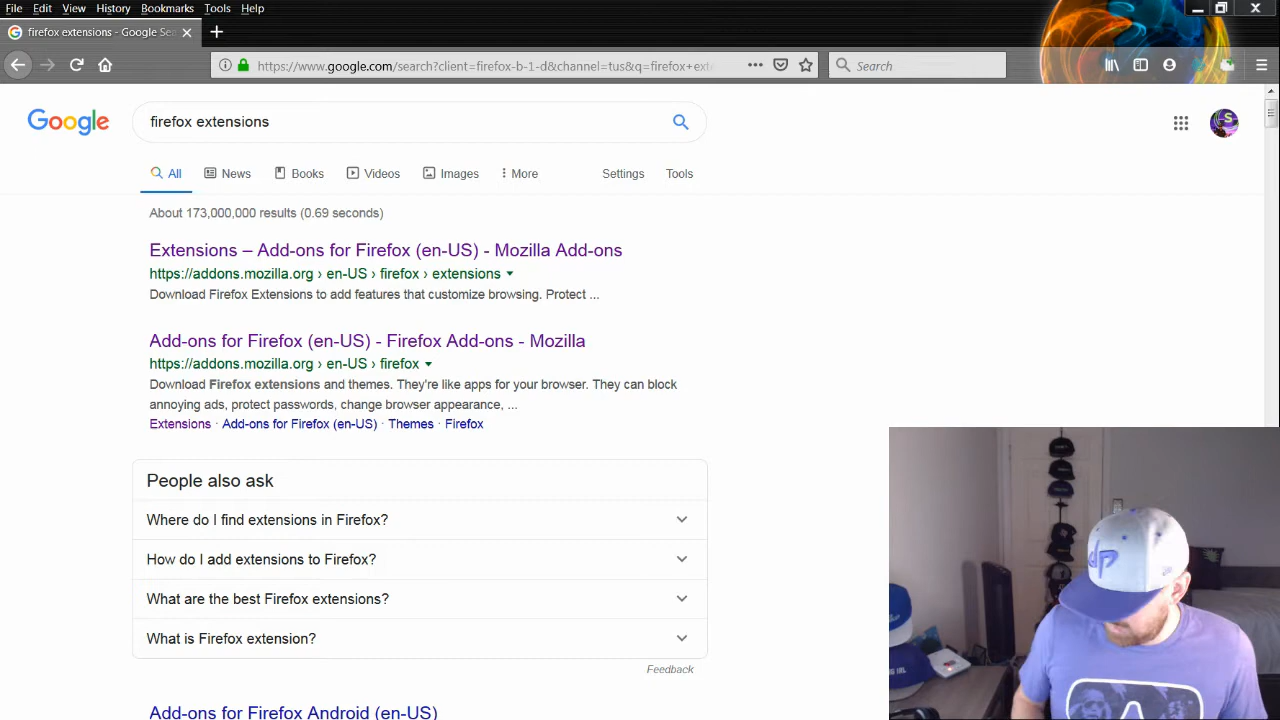 File Edit View History Bookmarks Tools Help
firefox extensions - Google Sea
https://www.google.com/search?client=firefox-b-1-d&channel=tus&q=firefox+ext
Search
Google
firefox extensions
S
All News Books Videos Images More Settings Tools
About 173,000,000 results (0.69 seconds)
Extensions – Add-ons for Firefox (en-US) - Mozilla Add-ons
https://addons.mozilla.org › en-US › firefox › extensions
Download Firefox Extensions to add features that customize browsing. Protect ...
Add-ons for Firefox (en-US) - Firefox Add-ons - Mozilla
https://addons.mozilla.org › en-US › firefox
Download Firefox extensions and themes. They're like apps for your browser. They can block
annoying ads, protect passwords, change browser appearance, ...
Extensions · Add-ons for Firefox (en-US) · Themes · Firefox
People also ask
Where do I find extensions in Firefox?
How do I add extensions to Firefox?
What are the best Firefox extensions?
What is Firefox extension?
Feedback
Add-ons for Firefox Android (en-US)
dp